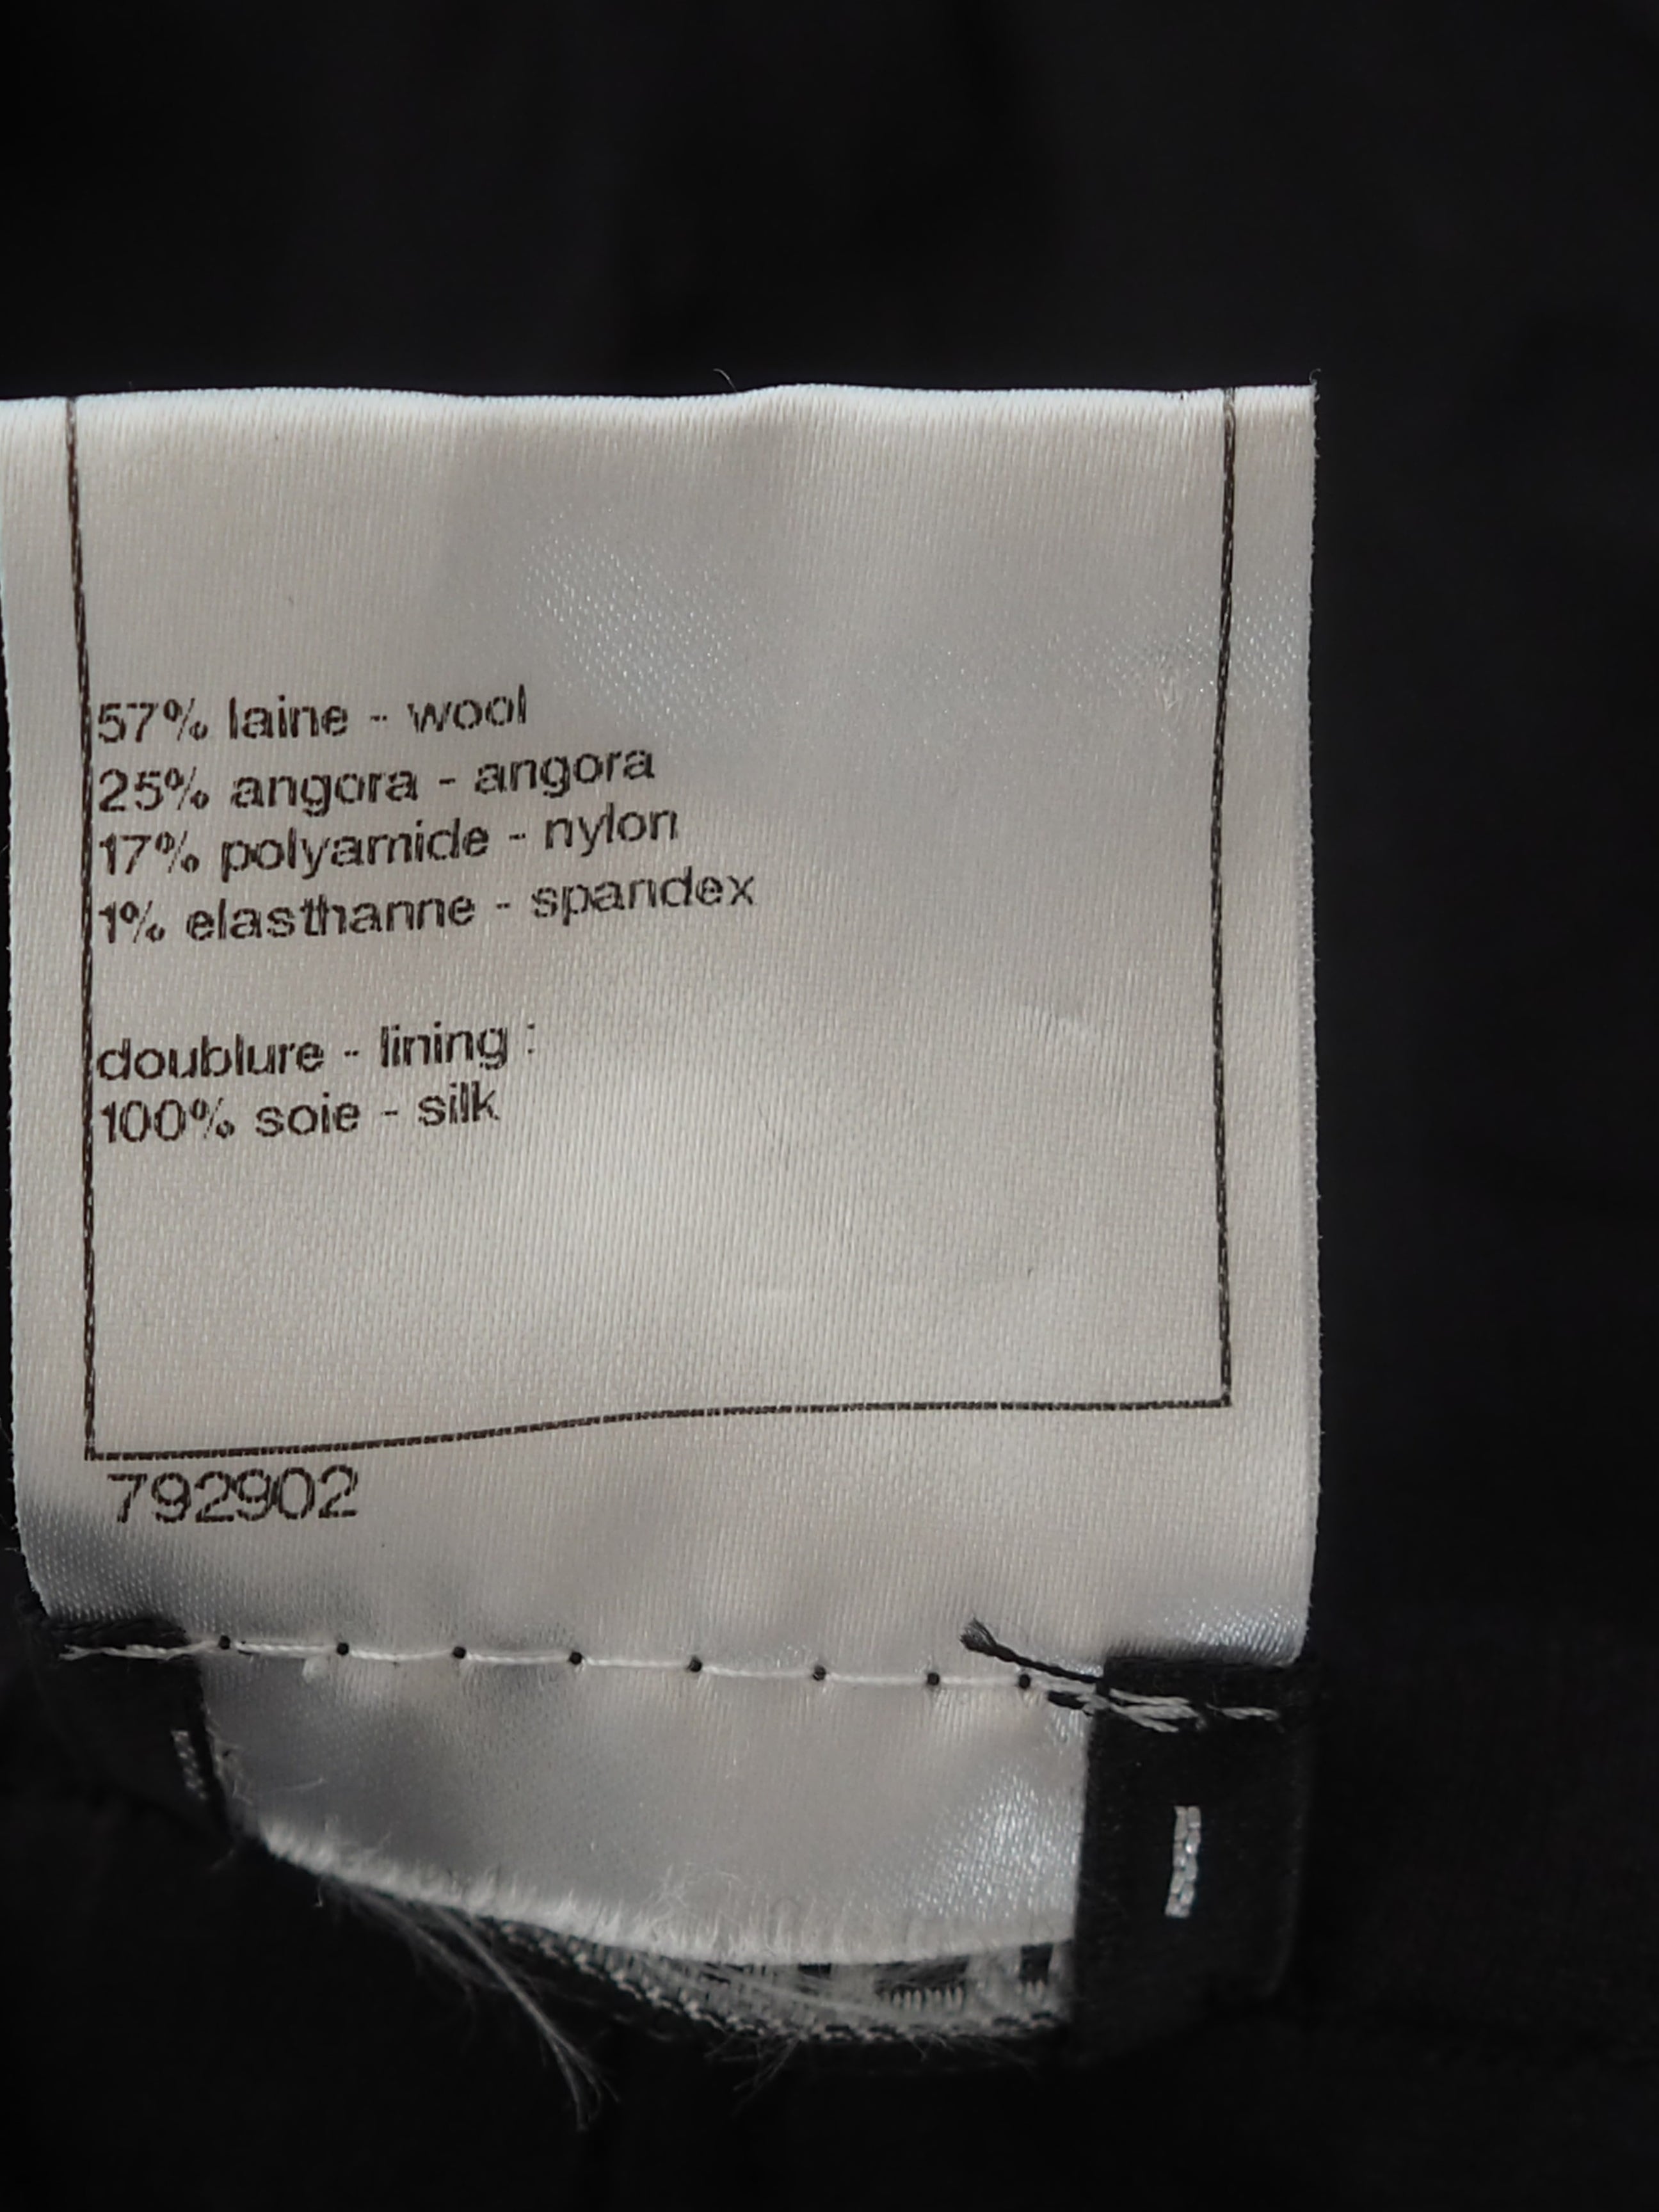 57% laine - wool
25% angora - angora
17% polyamide - nylon
1% elasthanne - spandex
doublure - lining :
100% soie - silk
792902